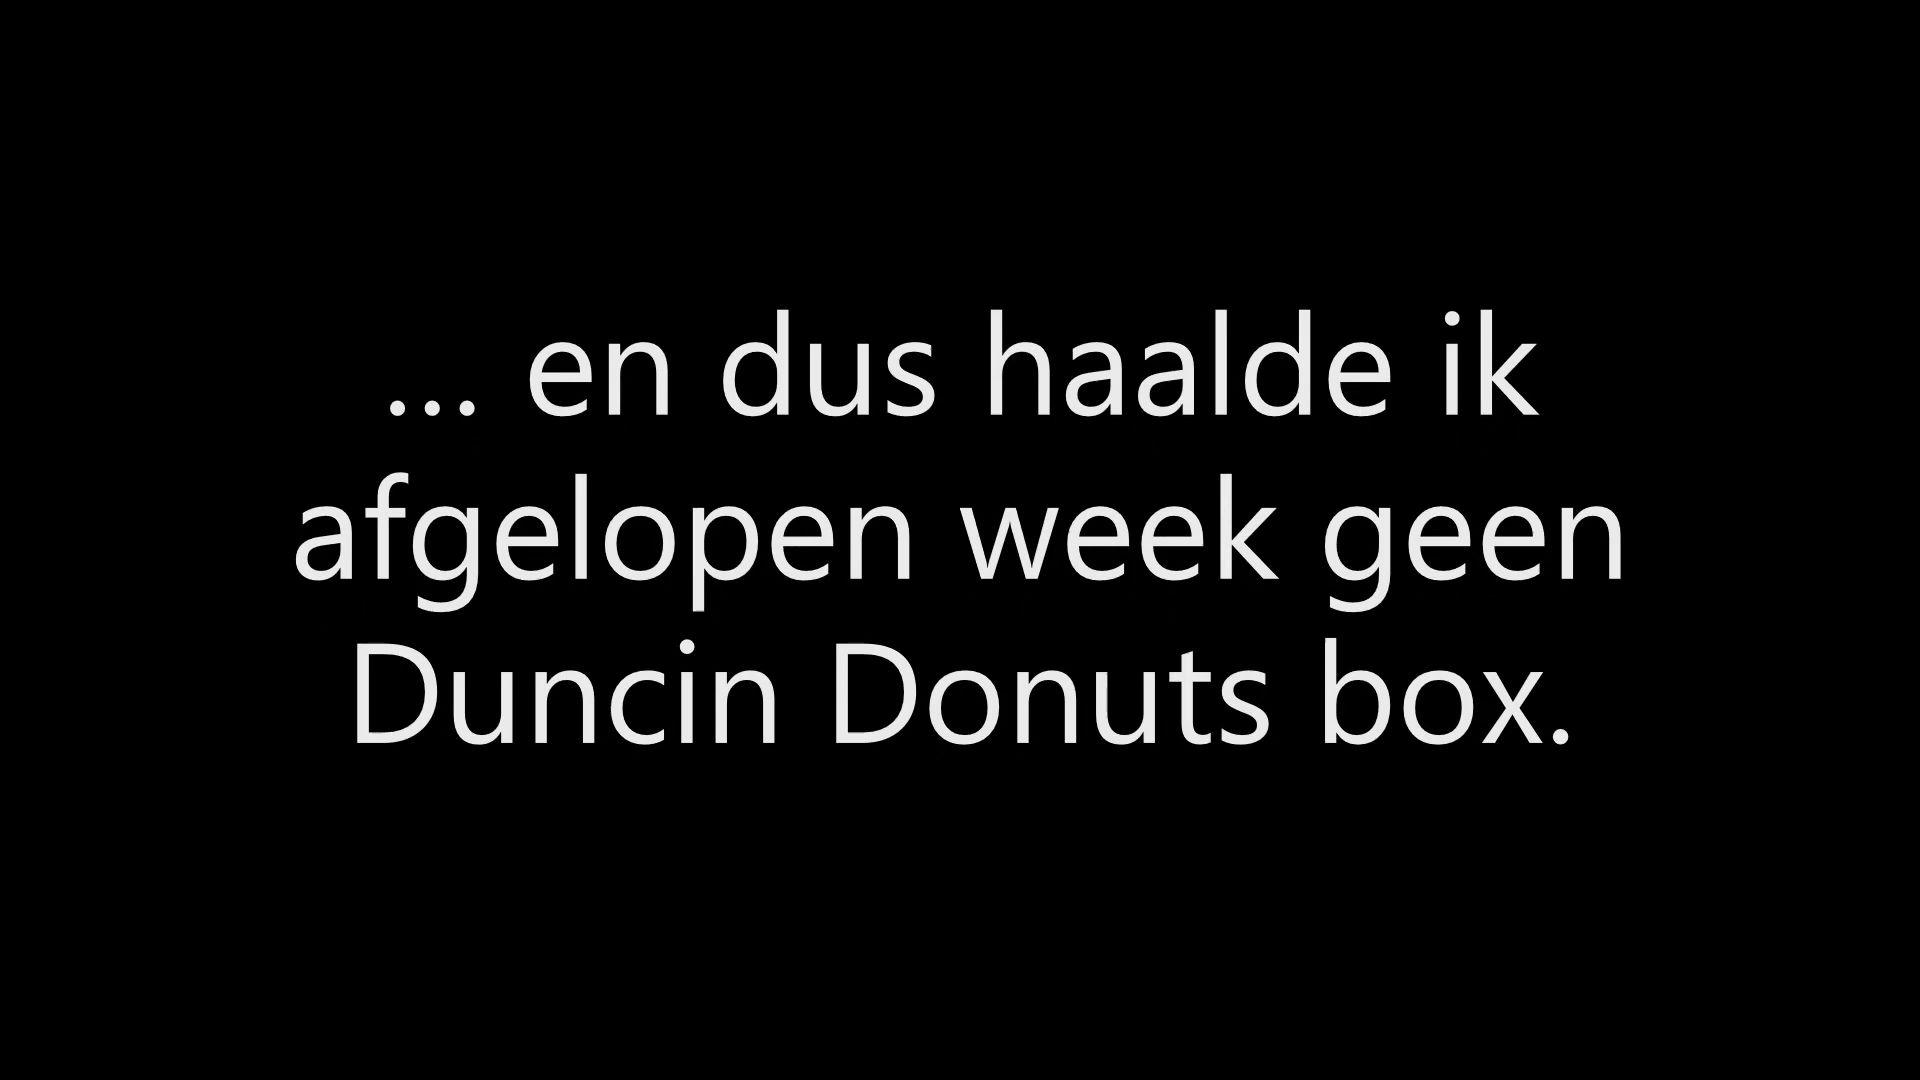 ... en dus haalde ik
afgelopen week geen
Duncin Donuts box.